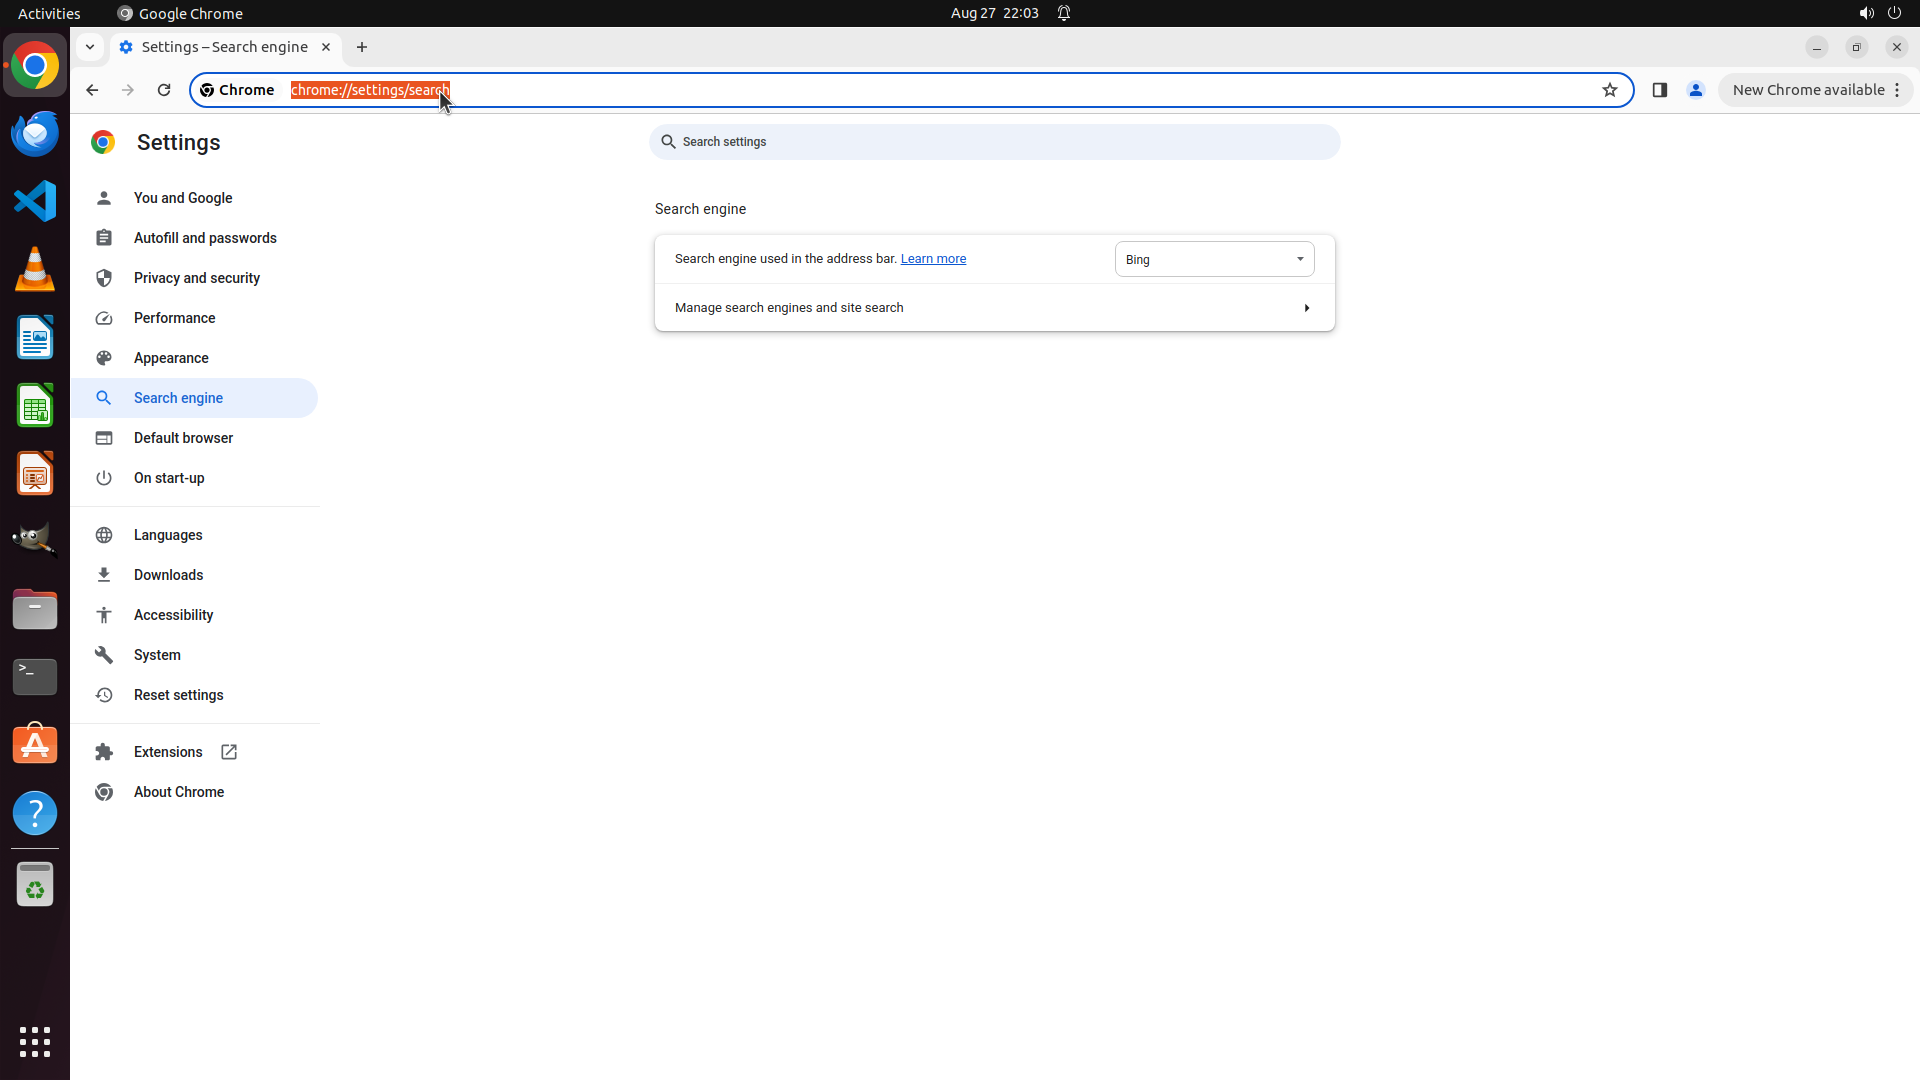 Activities
Google Chrome
Aug 27 22:03
Settings – Search engine
Chrome
chrome://settings/search
New Chrome available
Settings
Search settings
You and Google
Autofill and passwords
Privacy and security
Performance
Appearance
Search engine
Default browser
On start-up
Languages
Downloads
Accessibility
System
Reset settings
Extensions
About Chrome
Search engine
Search engine used in the address bar. Learn more
Bing
Manage search engines and site search